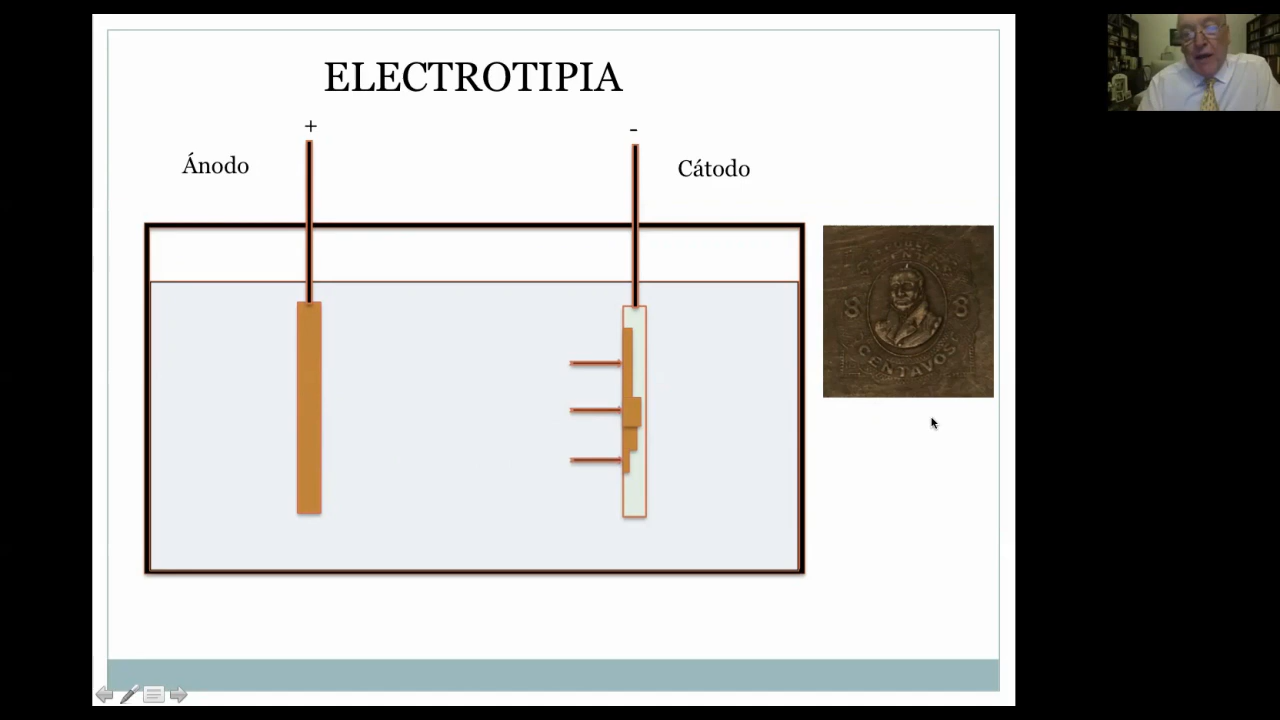 ELECTROTIPIA
+
-
Ánodo
Cátodo
8
8
CENTAVOS